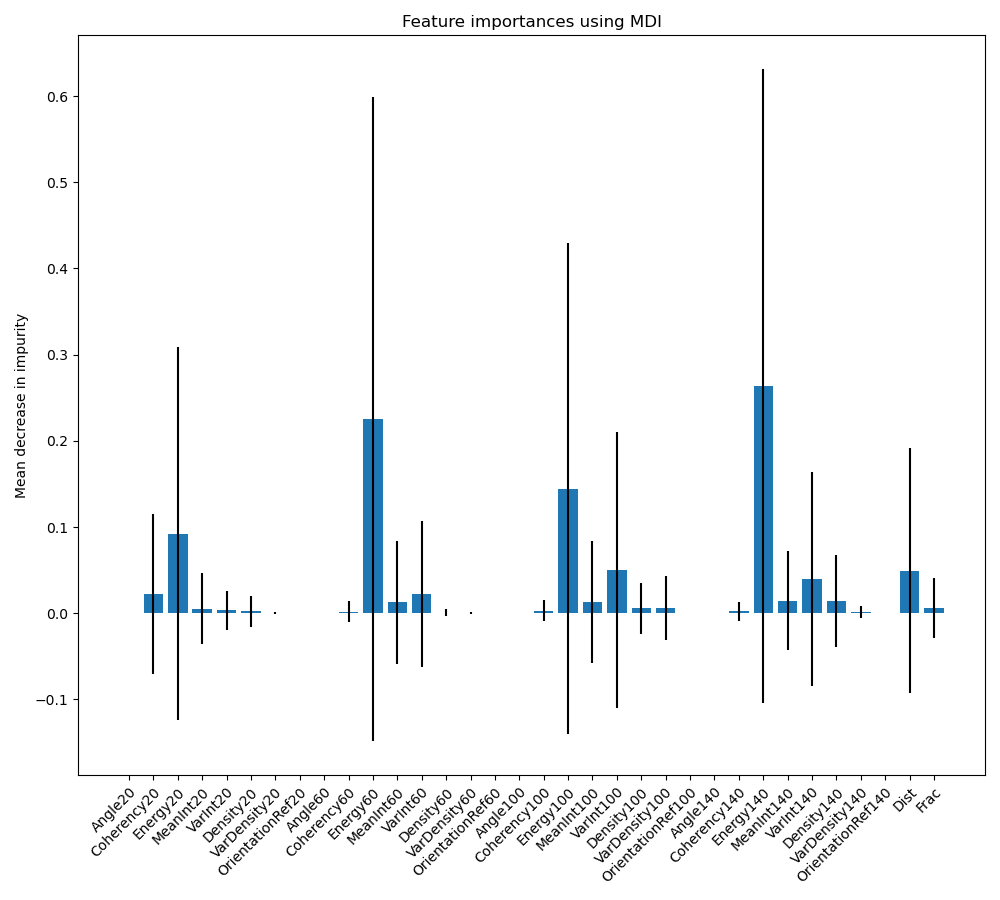 Feature importances using MDI
Mean decrease in impurity
0.6
0.5
0.4
0.3
0.2
0.1
0.0
−0.1
Angle20
Coherency20
Energy20
MeanInt20
VarInt20
Density20
VarDensity20
OrientationRef20
Angle60
Coherency60
Energy60
MeanInt60
VarInt60
Density60
VarDensity60
OrientationRef60
Angle100
Coherency100
Energy100
MeanInt100
VarInt100
Density100
VarDensity100
OrientationRef100
Angle140
Coherency140
Energy140
MeanInt140
VarInt140
Density140
VarDensity140
OrientationRef140
Dist
Frac